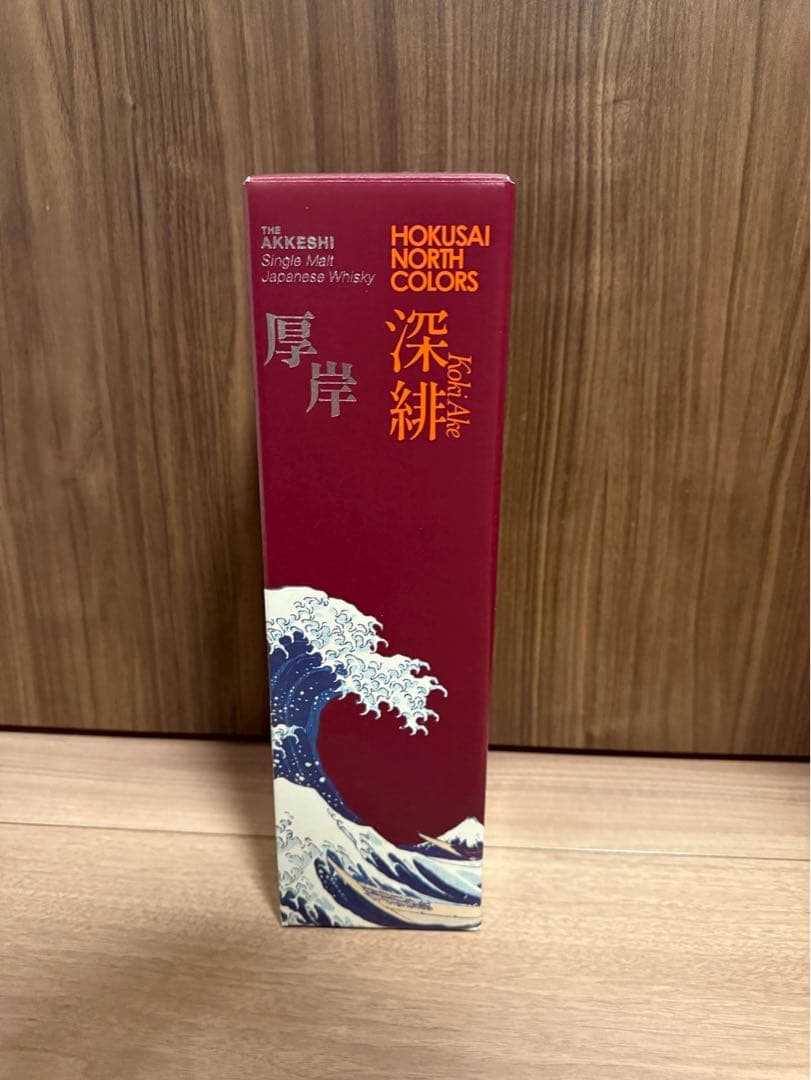 THE
AKKESHI
Single Malt
Japanese Whisky
厚岸
HOKUSAI
NORTH
COLORS
深緋
Koki Ake